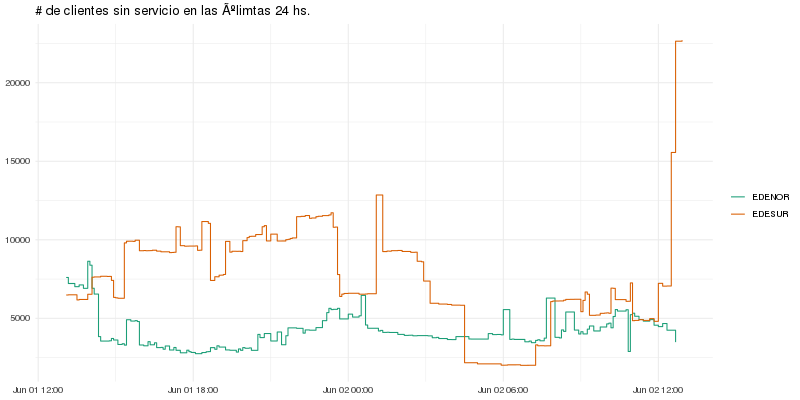 # de clientes sin servicio en las Ãºlimtas 24 hs.
20000
15000
10000
5000
Jun 01 12:00
Jun 01 18:00
Jun 02 00:00
Jun 02 06:00
Jun 02 12:00
EDENOR
EDESUR